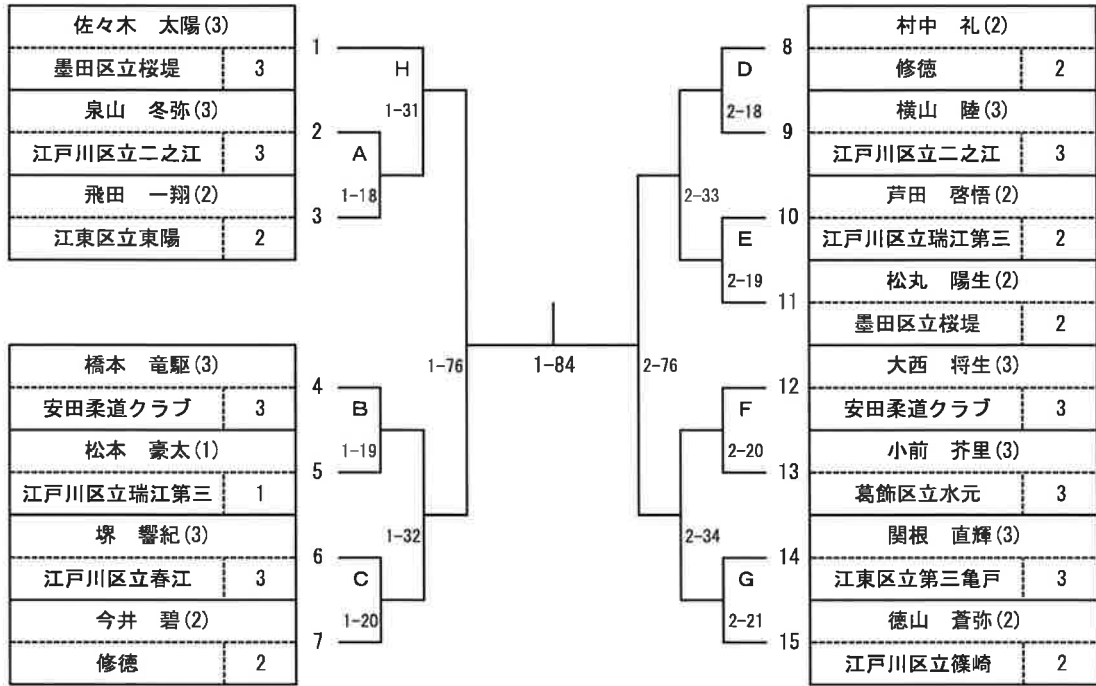 佐々木 太陽(3)
墨田区立桜堤 3
泉山 冬弥(3)
江戸川区立二之江 3
飛田 一翔(2)
江東区立東陽 2
1
2
3
H
1-31
A
1-18
橋本 竜駆(3)
安田柔道クラブ 3
松本 豪太(1)
江戸川区立瑞江第三 1
堺 響紀(3)
江戸川区立春江 3
今井 碧(2)
修徳 2
4
5
6
7
B
1-19
1-32
C
1-20
1-76
1-84
2-76
D
2-18
2-33
E
2-19
F
2-20
2-34
G
2-21
8
9
10
11
12
13
14
15
村中 礼(2)
修徳 2
横山 陸(3)
江戸川区立二之江 3
芦田 啓悟(2)
江戸川区立瑞江第三 2
松丸 陽生(2)
墨田区立桜堤 2
大西 将生(3)
安田柔道クラブ 3
小前 芥里(3)
葛飾区立水元 3
関根 直輝(3)
江東区立第三亀戸 3
徳山 蒼弥(2)
江戸川区立篠崎 2